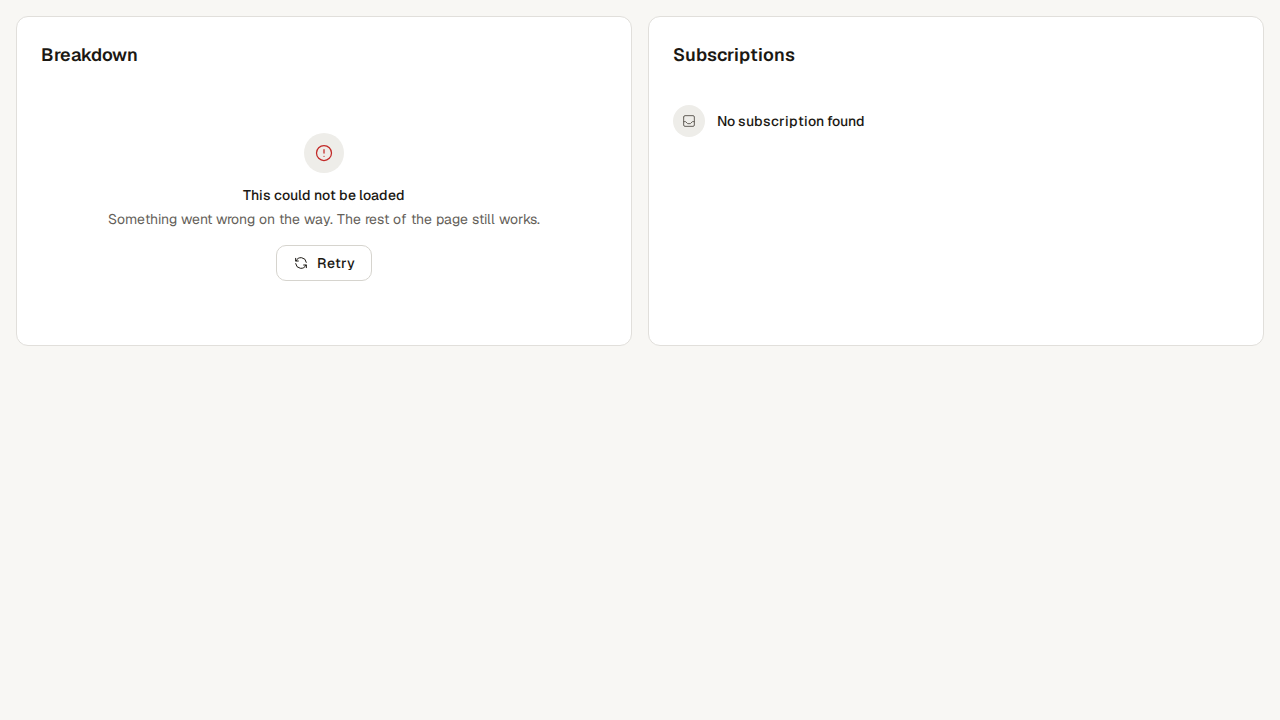 Breakdown
This could not be loaded
Something went wrong on the way. The rest of the page still works.
Retry
Subscriptions
No subscription found